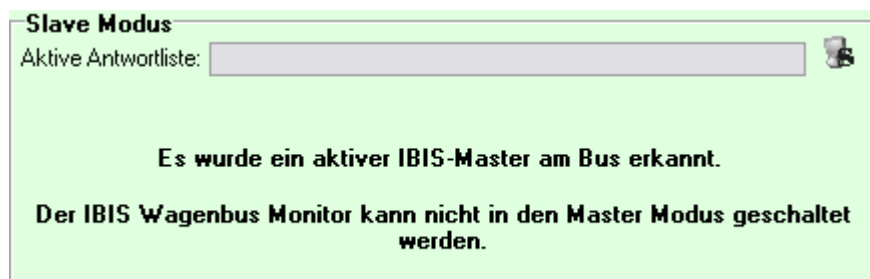 Slave Modus
Aktive Antwortliste:
S
Es wurde ein aktiver IBIS-Master am Bus erkannt.
Der IBIS Wagenbus Monitor kann nicht in den Master Modus geschaltet
werden.